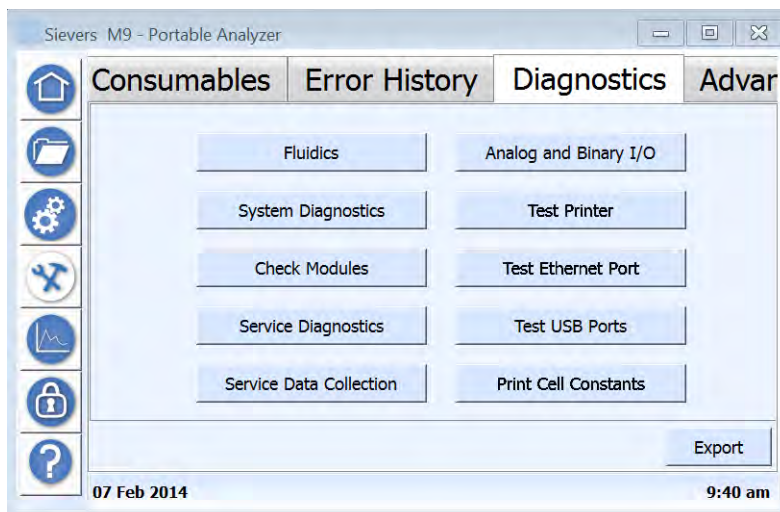 Sievers M9 - Portable Analyzer
Consumables Error History Diagnostics Advan
Fluidics Analog and Binary I/O
System Diagnostics Test Printer
Check Modules Test Ethernet Port
Service Diagnostics Test USB Ports
Service Data Collection Print Cell Constants
Export
07 Feb 2014 9:40 am